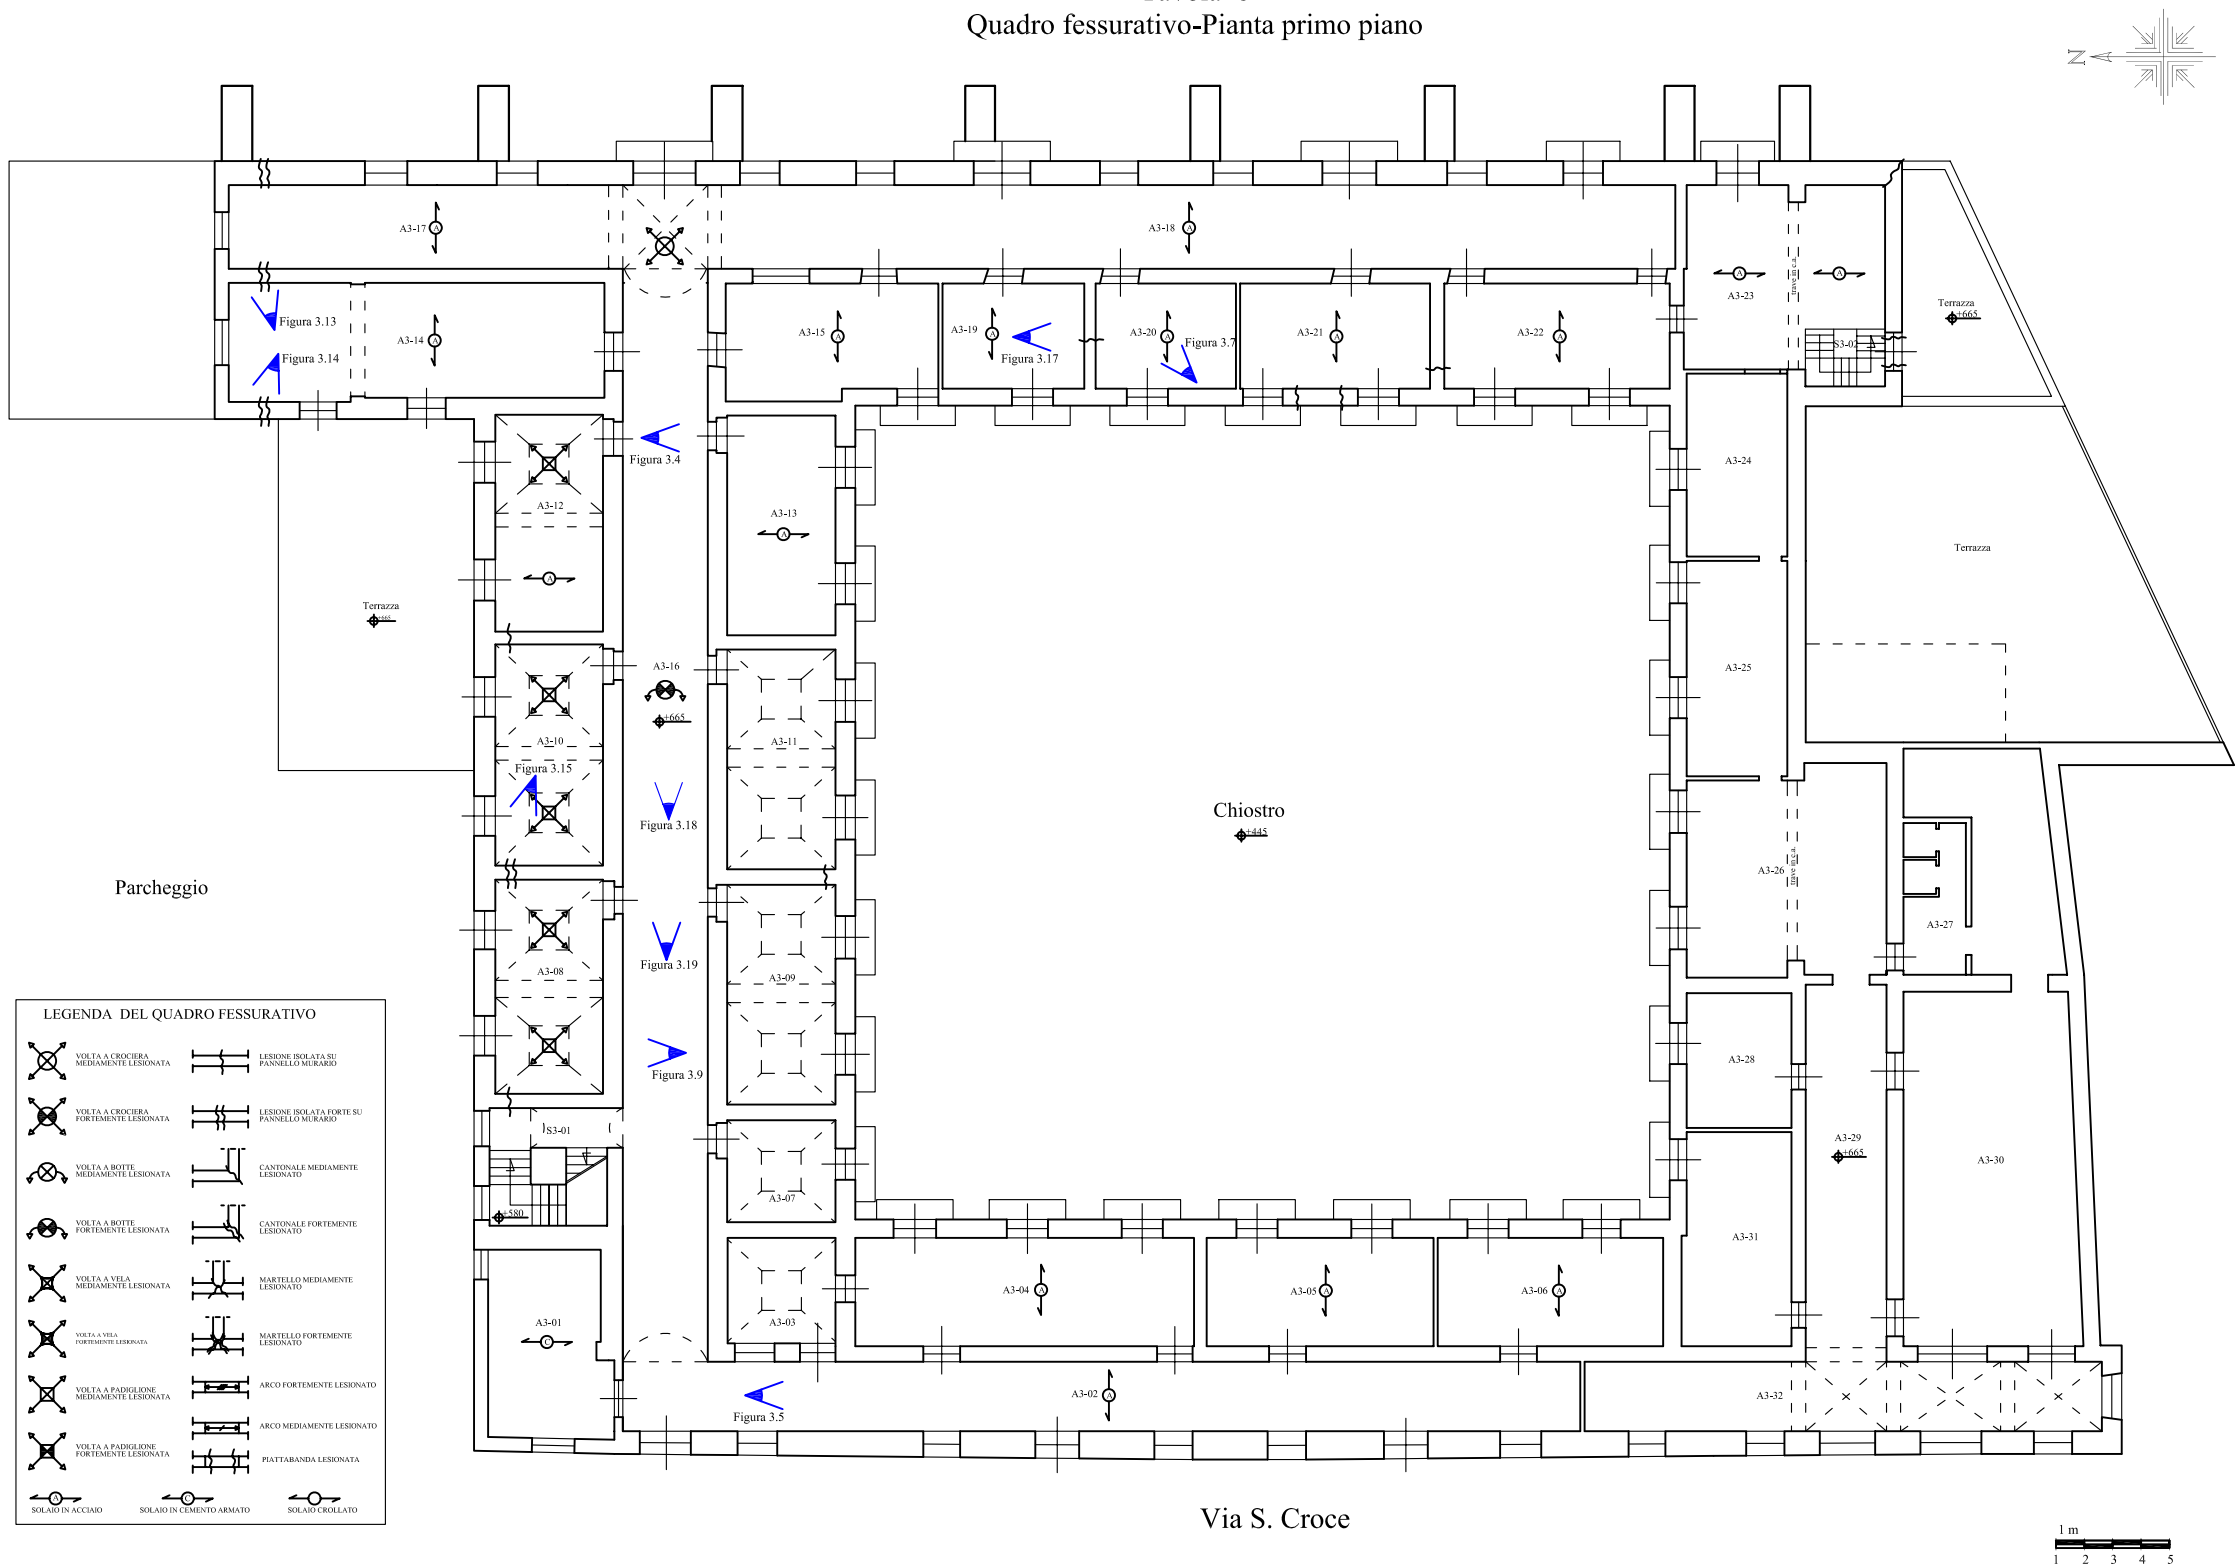 Quadro fessurativo-Pianta primo piano
N
A3-17
A
A3-18
A
A
A
A3-23
trave in c.a.
Terrazza
+665
Figura 3.13
Figura 3.14
A3-14
A
A3-15
A
A3-19
A
Figura 3.17
A3-20
A
Figura 3.7
A3-21
A
A3-22
A
S3-02
Figura 3.4
A3-12
A
A3-13
A
A3-24
Terrazza
Terrazza
+665
A3-16
+665
A3-25
A3-10
A3-11
Figura 3.15
Figura 3.18
Chiostro
+445
A3-26
trave in c.a.
Parcheggio
A3-27
Figura 3.19
A3-08
A3-09
Figura 3.9
A3-28
S3-01
A3-29
+665
A3-30
A3-07
+580
A3-31
A3-04
A
A3-05
A
A3-06
A
A3-01
C
A3-03
A3-02
A
A3-32
Figura 3.5
LEGENDA DEL QUADRO FESSURATIVO
VOLTA A CROCIERA
MEDIAMENTE LESIONATA
LESIONE ISOLATA SU
PANNELLO MURARIO
VOLTA A CROCIERA
FORTEMENTE LESIONATA
LESIONE ISOLATA FORTE SU
PANNELLO MURARIO
VOLTA A BOTTE
MEDIAMENTE LESIONATA
CANTONALE MEDIAMENTE
LESIONATO
VOLTA A BOTTE
FORTEMENTE LESIONATA
CANTONALE FORTEMENTE
LESIONATO
VOLTA A VELA
MEDIAMENTE LESIONATA
MARTELLO MEDIAMENTE
LESIONATO
VOLTA A VELA
FORTEMENTE LESIONATA
MARTELLO FORTEMENTE
LESIONATO
VOLTA A PADIGLIONE
MEDIAMENTE LESIONATA
ARCO FORTEMENTE LESIONATO
ARCO MEDIAMENTE LESIONATO
VOLTA A PADIGLIONE
FORTEMENTE LESIONATA
PIATTABANDA LESIONATA
A
C
SOLAIO IN ACCIAIO
SOLAIO IN CEMENTO ARMATO
SOLAIO CROLLATO
Via S. Croce
1 m
1 2 3 4 5